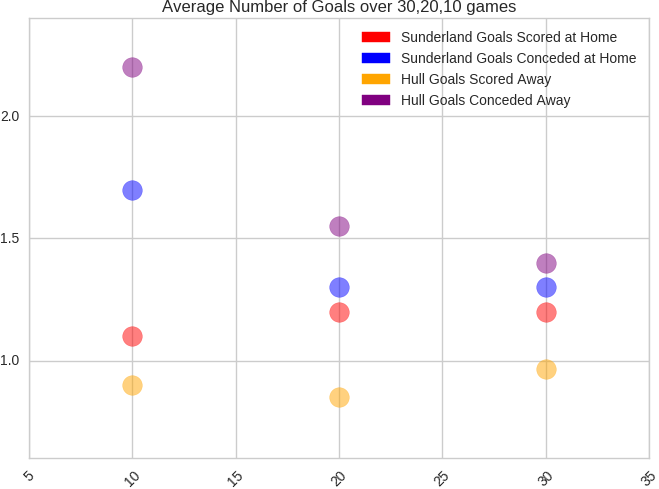 Average Number of Goals over 30,20,10 games
Sunderland Goals Scored at Home
Sunderland Goals Conceded at Home
Hull Goals Scored Away
Hull Goals Conceded Away
2.0
1.5
1.0
5 10 15 20 25 30 35